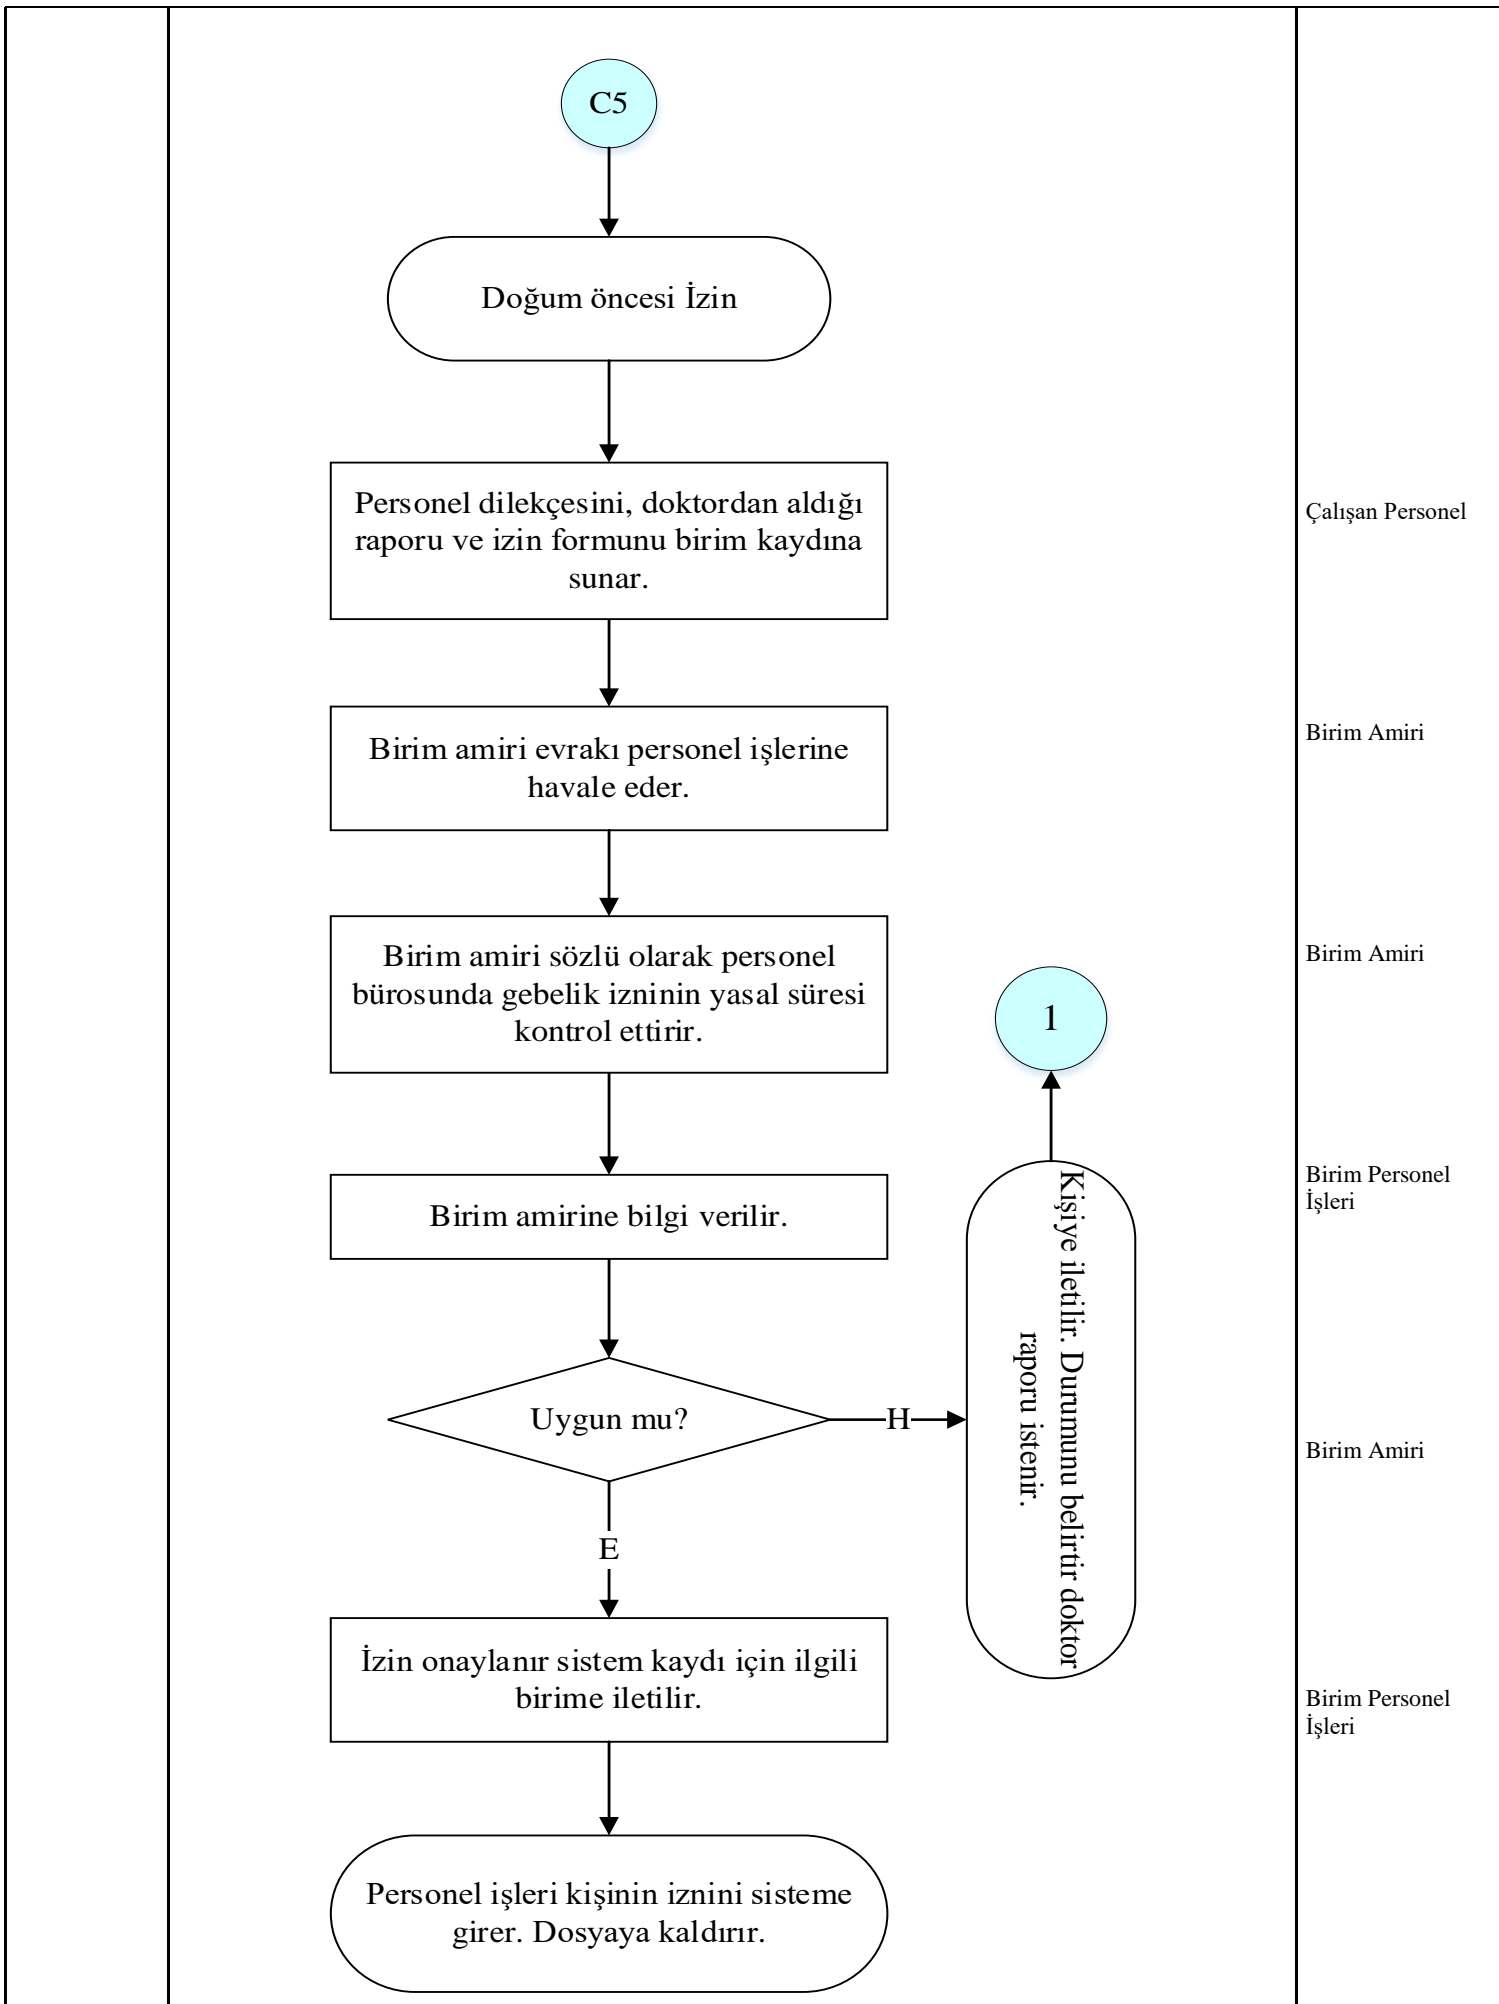 C5
Doğum öncesi İzin
Personel dilekçesini, doktordan aldığı
raporu ve izin formunu birim kaydına
sunar.
Çalışan Personel
Birim amiri evrakı personel işlerine
havale eder.
Birim Amiri
Birim amiri sözlü olarak personel
bürosunda gebelik izninin yasal süresi
kontrol ettirir.
Birim Amiri
1
Birim amirine bilgi verilir.
Birim Personel
İşleri
Kişiye iletilir. Durumunu belirtir doktor
raporu istenir.
Uygun mu?
H
Birim Amiri
E
İzin onaylanır sistem kaydı için ilgili
birime iletilir.
Birim Personel
İşleri
Personel işleri kişinin iznini sisteme
girer. Dosyaya kaldırır.